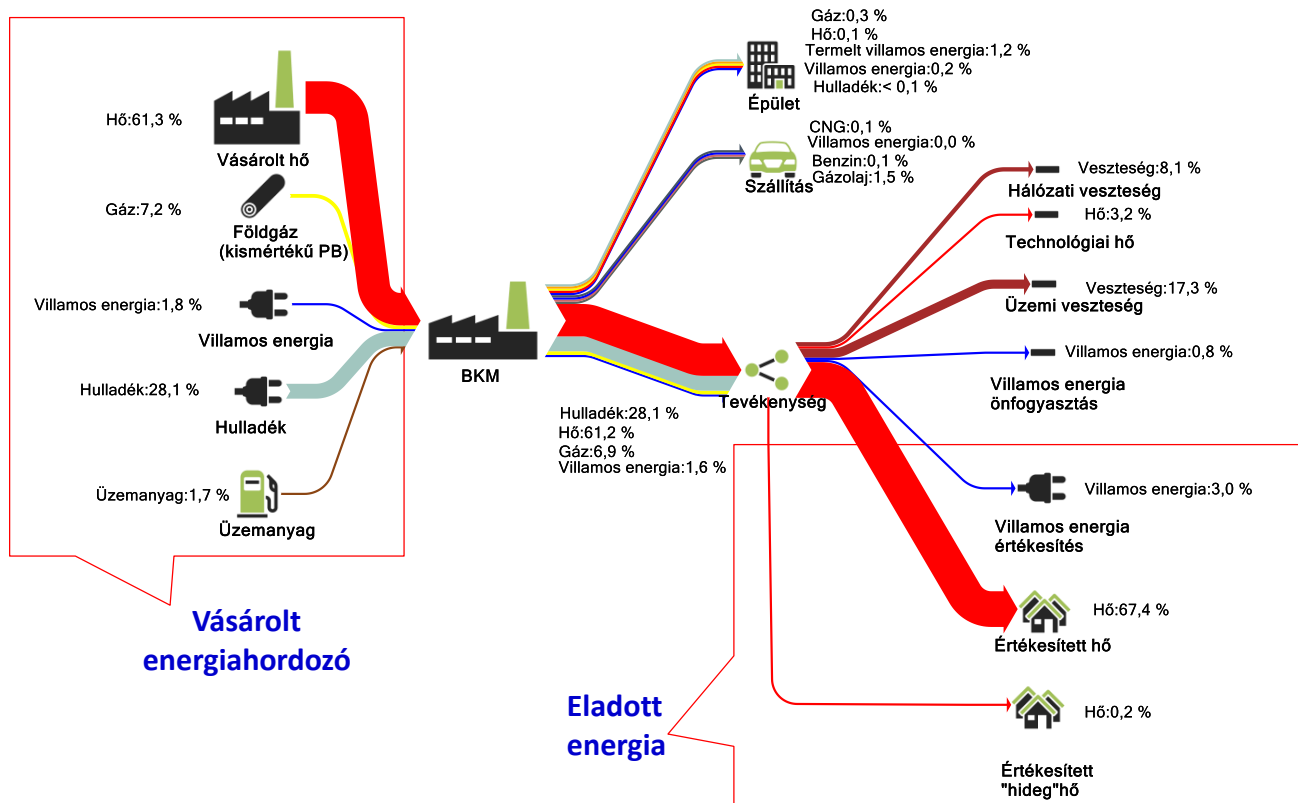 Hő:61,3 %
Vásárolt hő
Gáz:7,2 %
Földgáz
(kismértékű PB)
Villamos energia:1,8 %
Villamos energia
Hulladék:28,1 %
Hulladék
Üzemanyag:1,7 %
Üzemanyag
Vásárolt
energiahordozó
BKM
Gáz:0,3 %
Hő:0,1 %
Termelt villamos energia:1,2 %
Villamos energia:0,2 %
Hulladék:< 0,1 %
Épület
CNG:0,1 %
Villamos energia:0,0 %
Benzin:0,1 %
Gázolaj:1,5 %
Szállítás
Hulladék:28,1 %
Hő:61,2 %
Gáz:6,9 %
Villamos energia:1,6 %
Tevékenység
Veszteség:8,1 %
Hálózati veszteség
Hő:3,2 %
Technológiai hő
Veszteség:17,3 %
Üzemi veszteség
Villamos energia:0,8 %
Villamos energia
önfogyasztás
Villamos energia:3,0 %
Villamos energia
értékesítés
Hő:67,4 %
Értékesített hő
Hő:0,2 %
Értékesített
"hideg"hő
Eladott
energia